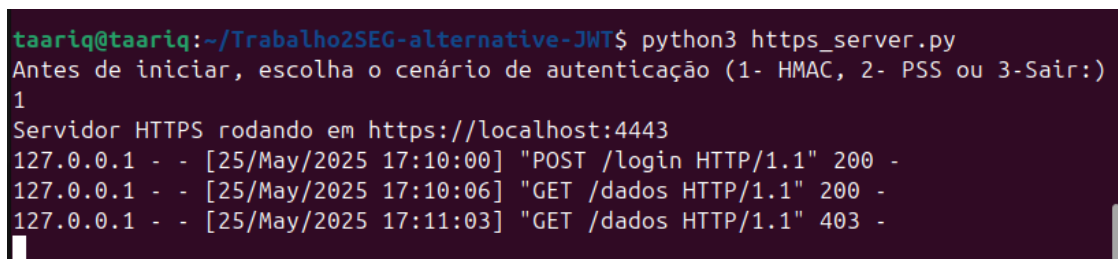 taariq@taariq:~/Trabalho2SEG-alternative-JWT$ python3 https_server.py
Antes de iniciar, escolha o cenário de autenticação (1- HMAC, 2- PSS ou 3-Sair:)
1
Servidor HTTPS rodando em https://localhost:4443
127.0.0.1 - - [25/May/2025 17:10:00] "POST /login HTTP/1.1" 200 -
127.0.0.1 - - [25/May/2025 17:10:06] "GET /dados HTTP/1.1" 200 -
127.0.0.1 - - [25/May/2025 17:11:03] "GET /dados HTTP/1.1" 403 -